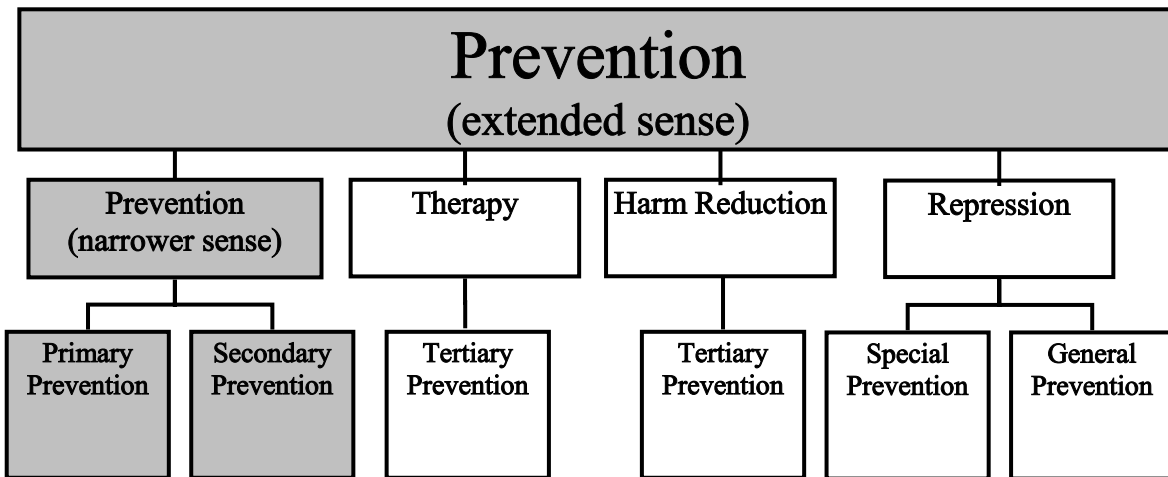 Prevention
(extended sense)
Prevention
(narrower sense)
Therapy
Harm Reduction
Repression
Primary
Prevention
Secondary
Prevention
Tertiary
Prevention
Tertiary
Prevention
Special
Prevention
General
Prevention